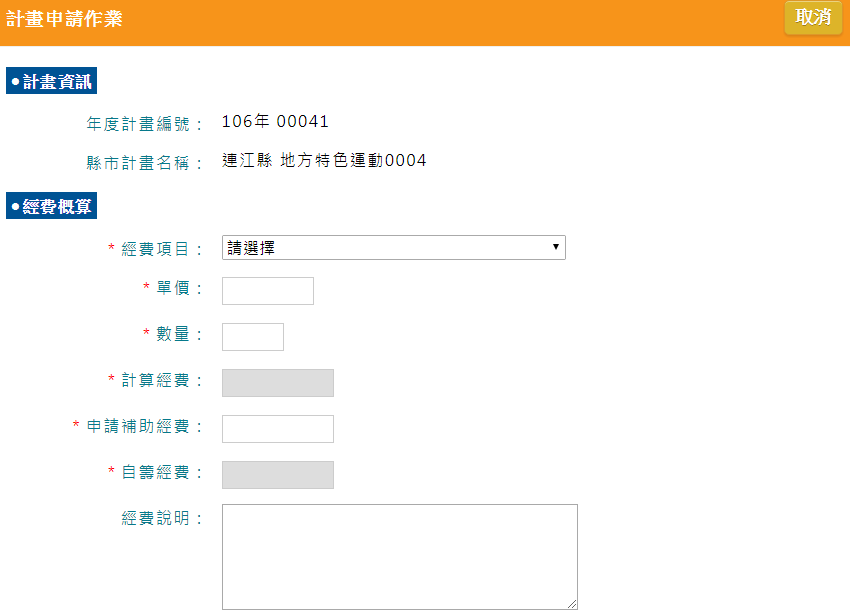 計畫申請作業 取消
●計畫資訊
年度計畫編號： 106年 00041
縣市計畫名稱： 連江縣 地方特色運動0004
●經費概算
* 經費項目： 請選擇
* 單價：
* 數量：
* 計算經費：
* 申請補助經費：
* 自籌經費：
經費說明：